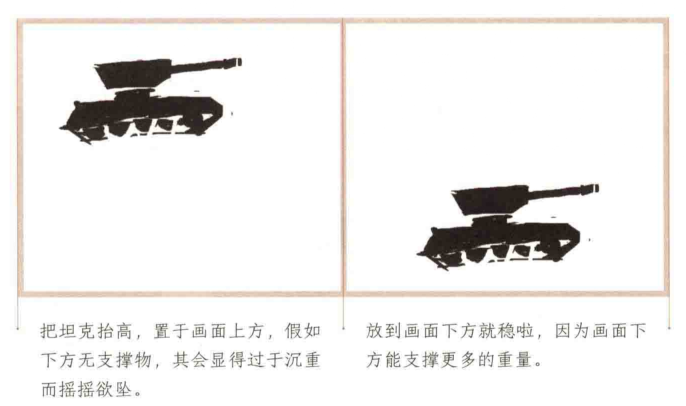 把坦克抬高，置于画面上方，假如
下方无支撑物，其会显得过于沉重
而摇摇欲坠。
放到画面下方就稳啦，因为画面下
方能支撑更多的重量。